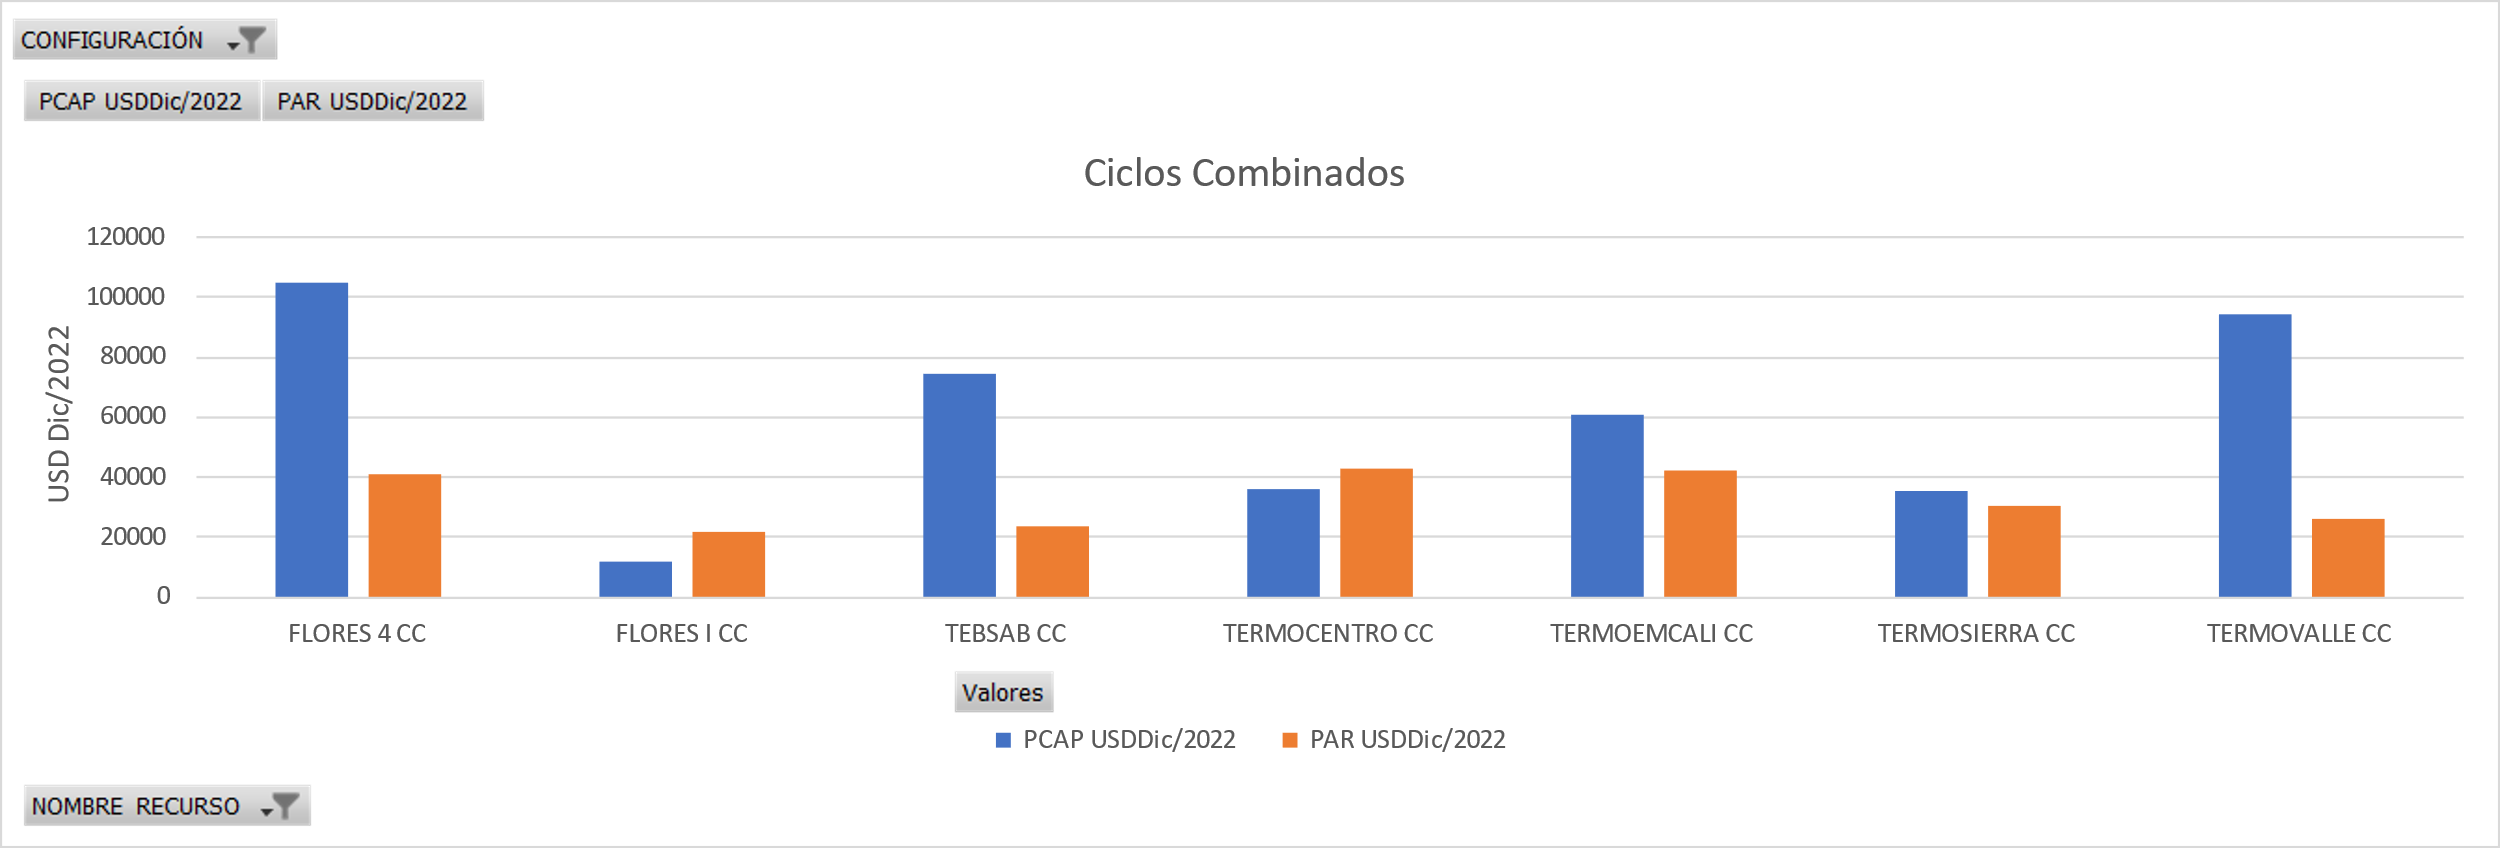 CONFIGURACIÓN
PCAP USDDic/2022 PAR USDDic/2022
Ciclos Combinados
USD Dic/2022
120000
100000
80000
60000
40000
20000
0
FLORES 4 CC FLORES I CC TEBSAB CC TERMOCENTRO CC TERMOEMCALI CC TERMOSIERRA CC TERMOVALLE CC
Valores
PCAP USDDic/2022 PAR USDDic/2022
NOMBRE RECURSO